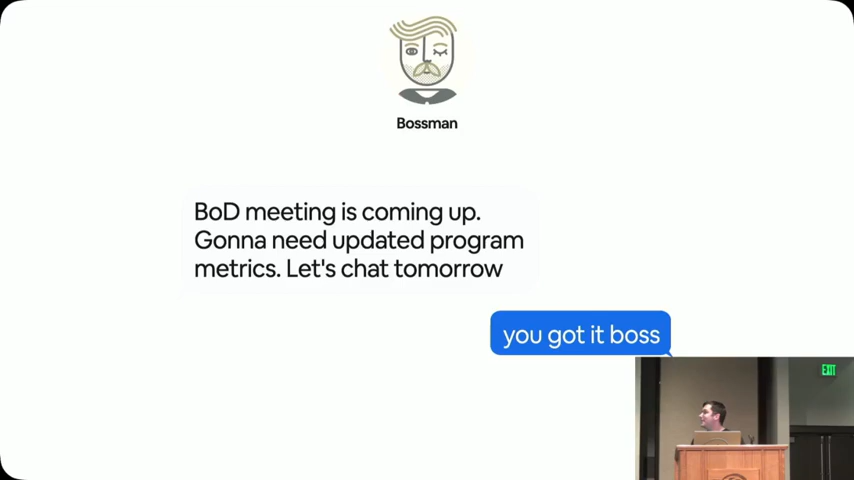 Bossman
BoD meeting is coming up.
Gonna need updated program
metrics. Let's chat tomorrow
you got it boss
EXIT